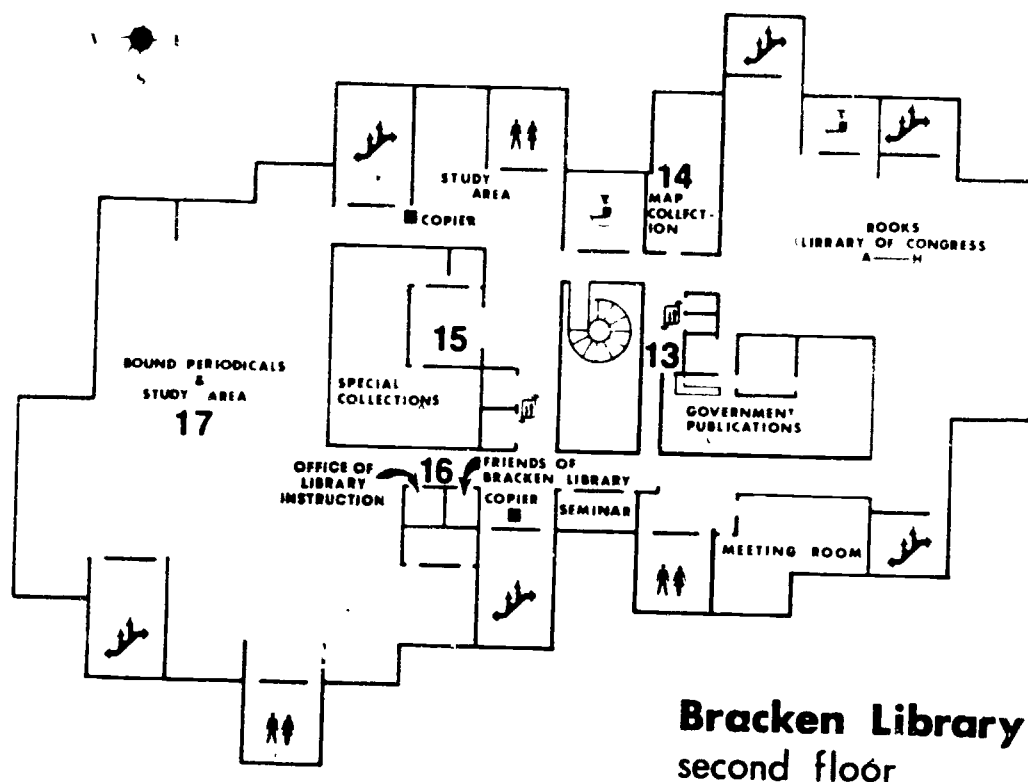 S
STUDY
AREA
COPIER
14
MAP
COLLECT-
ION
BOOKS
LIBRARY OF CONGRESS
A — H
15
13
BOUND PERIODICALS
&
STUDY AREA
17
SPECIAL
COLLECTIONS
GOVERNMENT
PUBLICATIONS
OFFICE OF
LIBRARY
INSTRUCTION
16
FRIENDS OF
BRACKEN LIBRARY
COPIER
SEMINAR
MEETING ROOM
Bracken Library
second floor